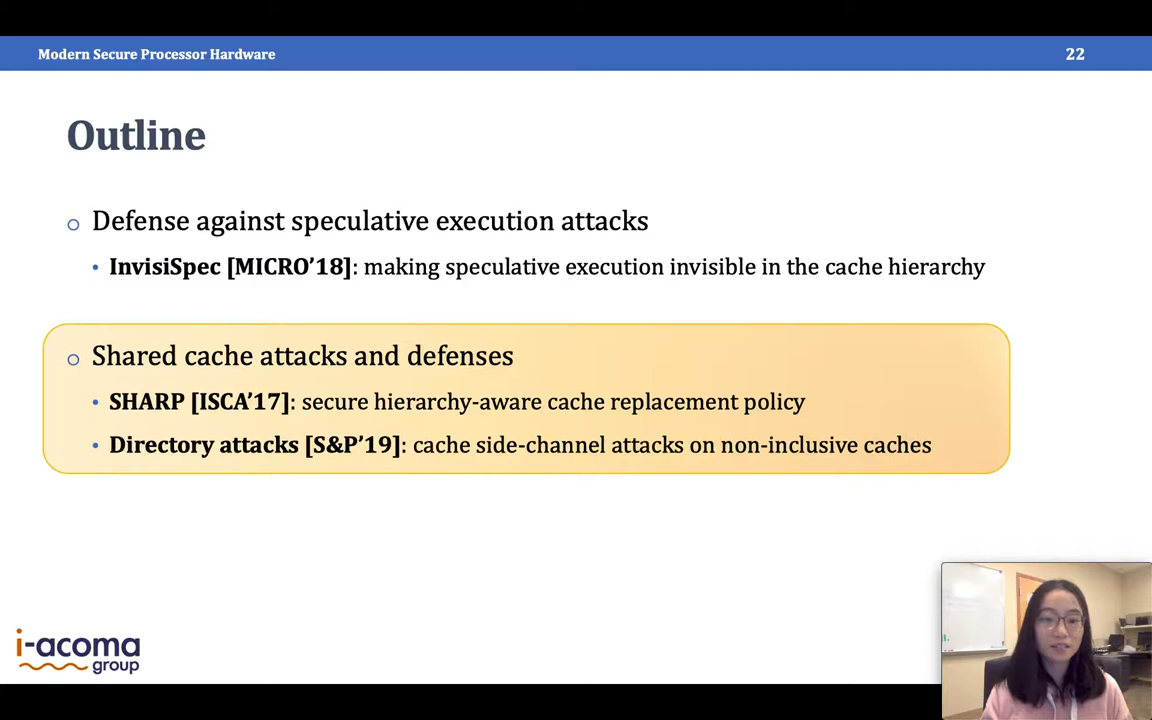 Modern Secure Processor Hardware
22
Outline
Defense against speculative execution attacks
InvisiSpec [MICRO’18]: making speculative execution invisible in the cache hierarchy
Shared cache attacks and defenses
SHARP [ISCA’17]: secure hierarchy-aware cache replacement policy
Directory attacks [S&P’19]: cache side-channel attacks on non-inclusive caches
i-acoma
group